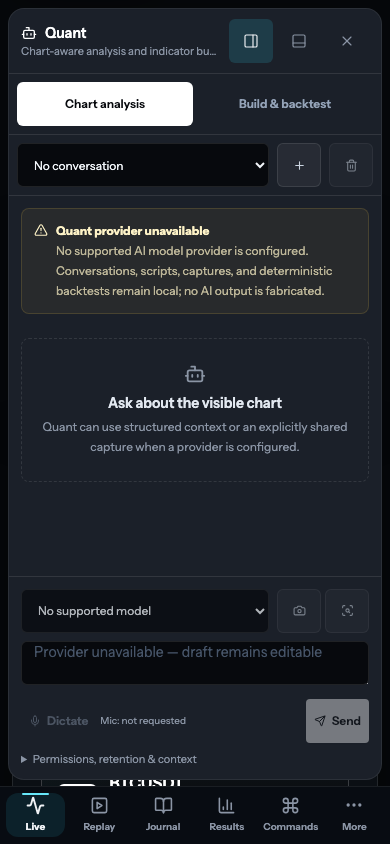 Quant
Chart-aware analysis and indicator bu...
Chart analysis
Build & backtest
No conversation
Quant provider unavailable
No supported AI model provider is configured.
Conversations, scripts, captures, and deterministic
backtests remain local; no AI output is fabricated.
Ask about the visible chart
Quant can use structured context or an explicitly shared
capture when a provider is configured.
No supported model
Provider unavailable — draft remains editable
Dictate
Mic: not requested
Send
Permissions, retention & context
BTCUSDT
Live
Replay
Journal
Results
Commands
More